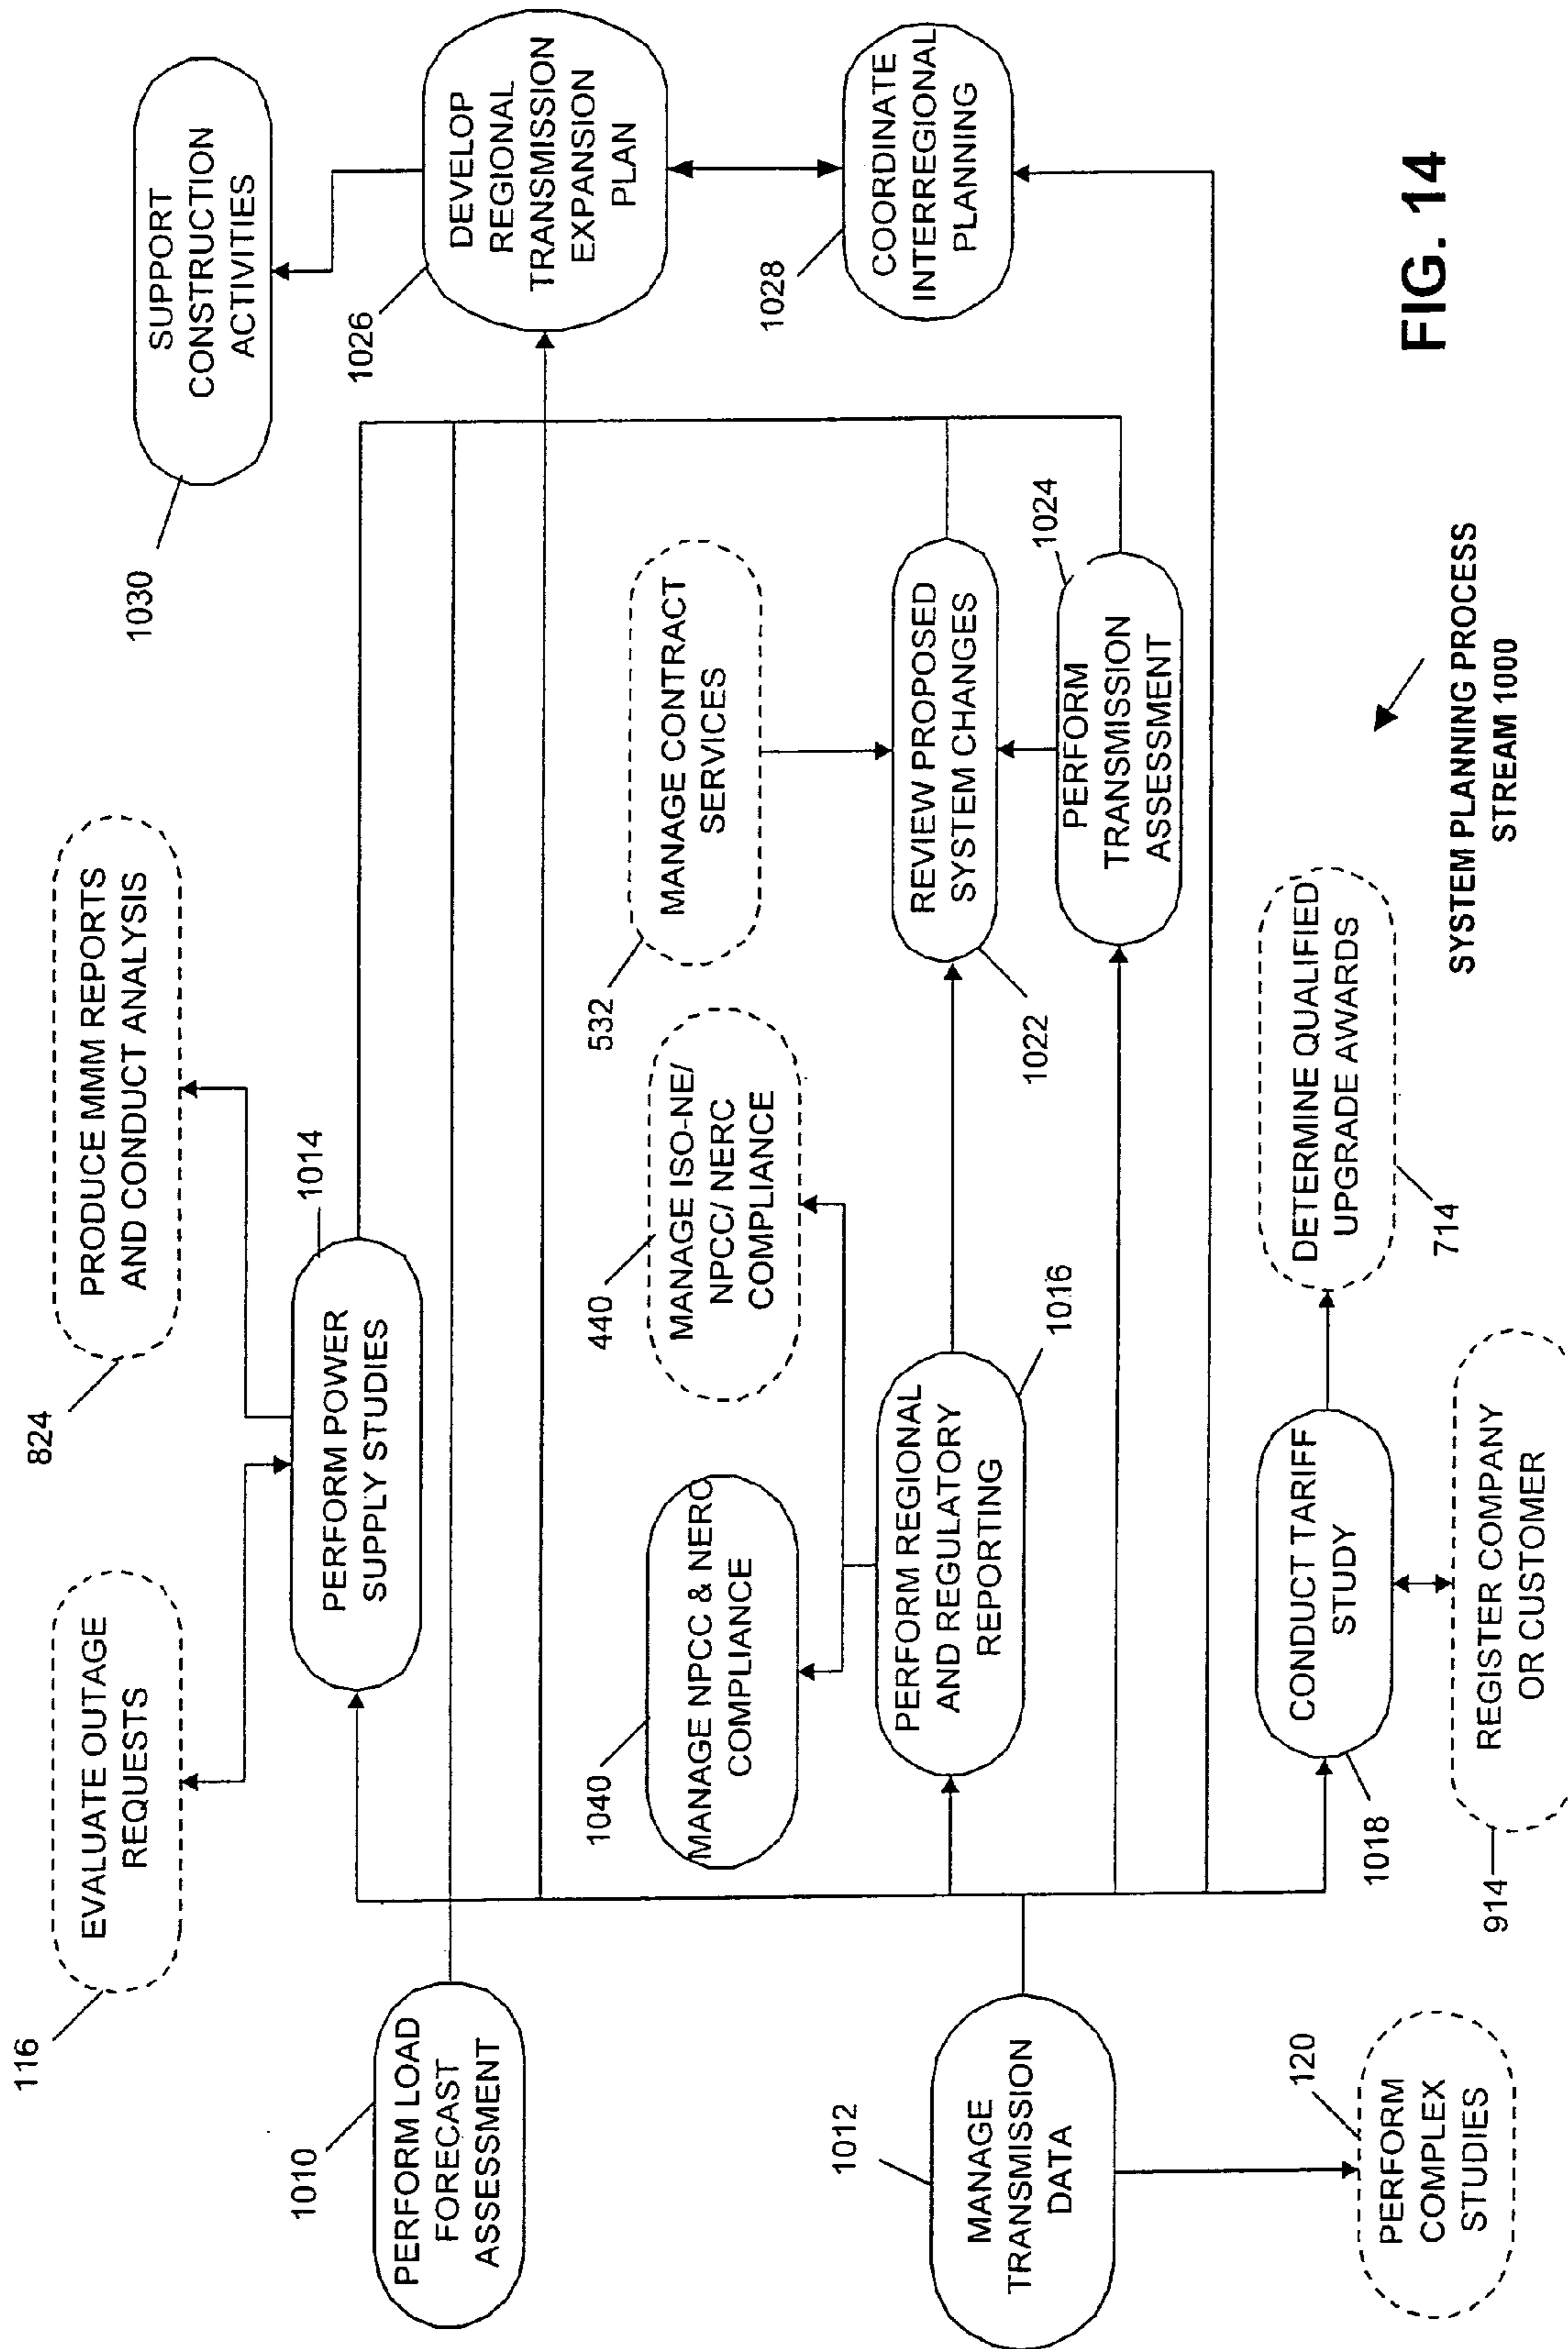 116
EVALUATE OUTAGE
REQUESTS
824
PRODUCE MMM REPORTS
AND CONDUCT ANALYSIS
1030
SUPPORT
CONSTRUCTION
ACTIVITIES
1010
PERFORM LOAD
FORECAST
ASSESSMENT
PERFORM POWER
SUPPLY STUDIES
1014
1026
DEVELOP
REGIONAL
TRANSMISSION
EXPANSION
PLAN
1040
MANAGE NPCC & NERC
COMPLIANCE
440
MANAGE ISO-NE/
NPCC/ NERC
COMPLIANCE
532
MANAGE CONTRACT
SERVICES
1028
COORDINATE
INTERREGIONAL
PLANNING
1012
MANAGE
TRANSMISSION
DATA
PERFORM REGIONAL
AND REGULATORY
REPORTING
1016
REVIEW PROPOSED
SYSTEM CHANGES
1022
1024
PERFORM
TRANSMISSION
ASSESSMENT
120
PERFORM
COMPLEX
STUDIES
CONDUCT TARIFF
STUDY
1018
DETERMINE QUALIFIED
UPGRADE AWARDS
714
914
REGISTER COMPANY
OR CUSTOMER
SYSTEM PLANNING PROCESS
STREAM 1000
FIG. 14